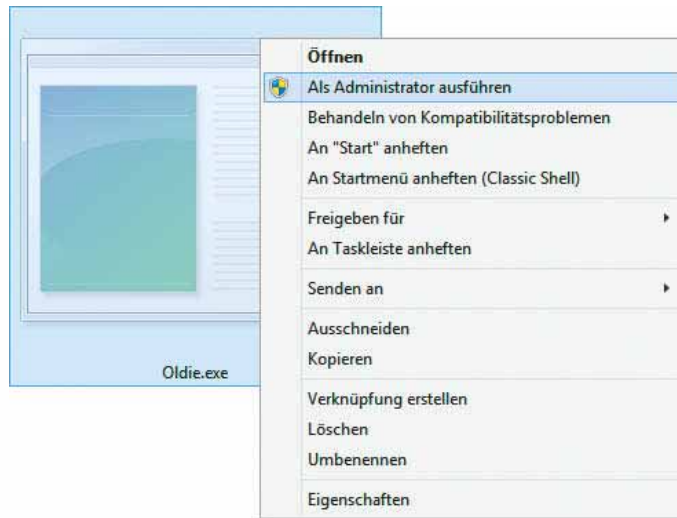 Öffnen
Als Administrator ausführen
Behandeln von Kompatibilitätsproblemen
An "Start" anheften
An Startmenü anheften (Classic Shell)
Freigeben für
An Taskleiste anheften
Senden an
Ausschneiden
Kopieren
Oldie.exe
Verknüpfung erstellen
Löschen
Umbenennen
Eigenschaften